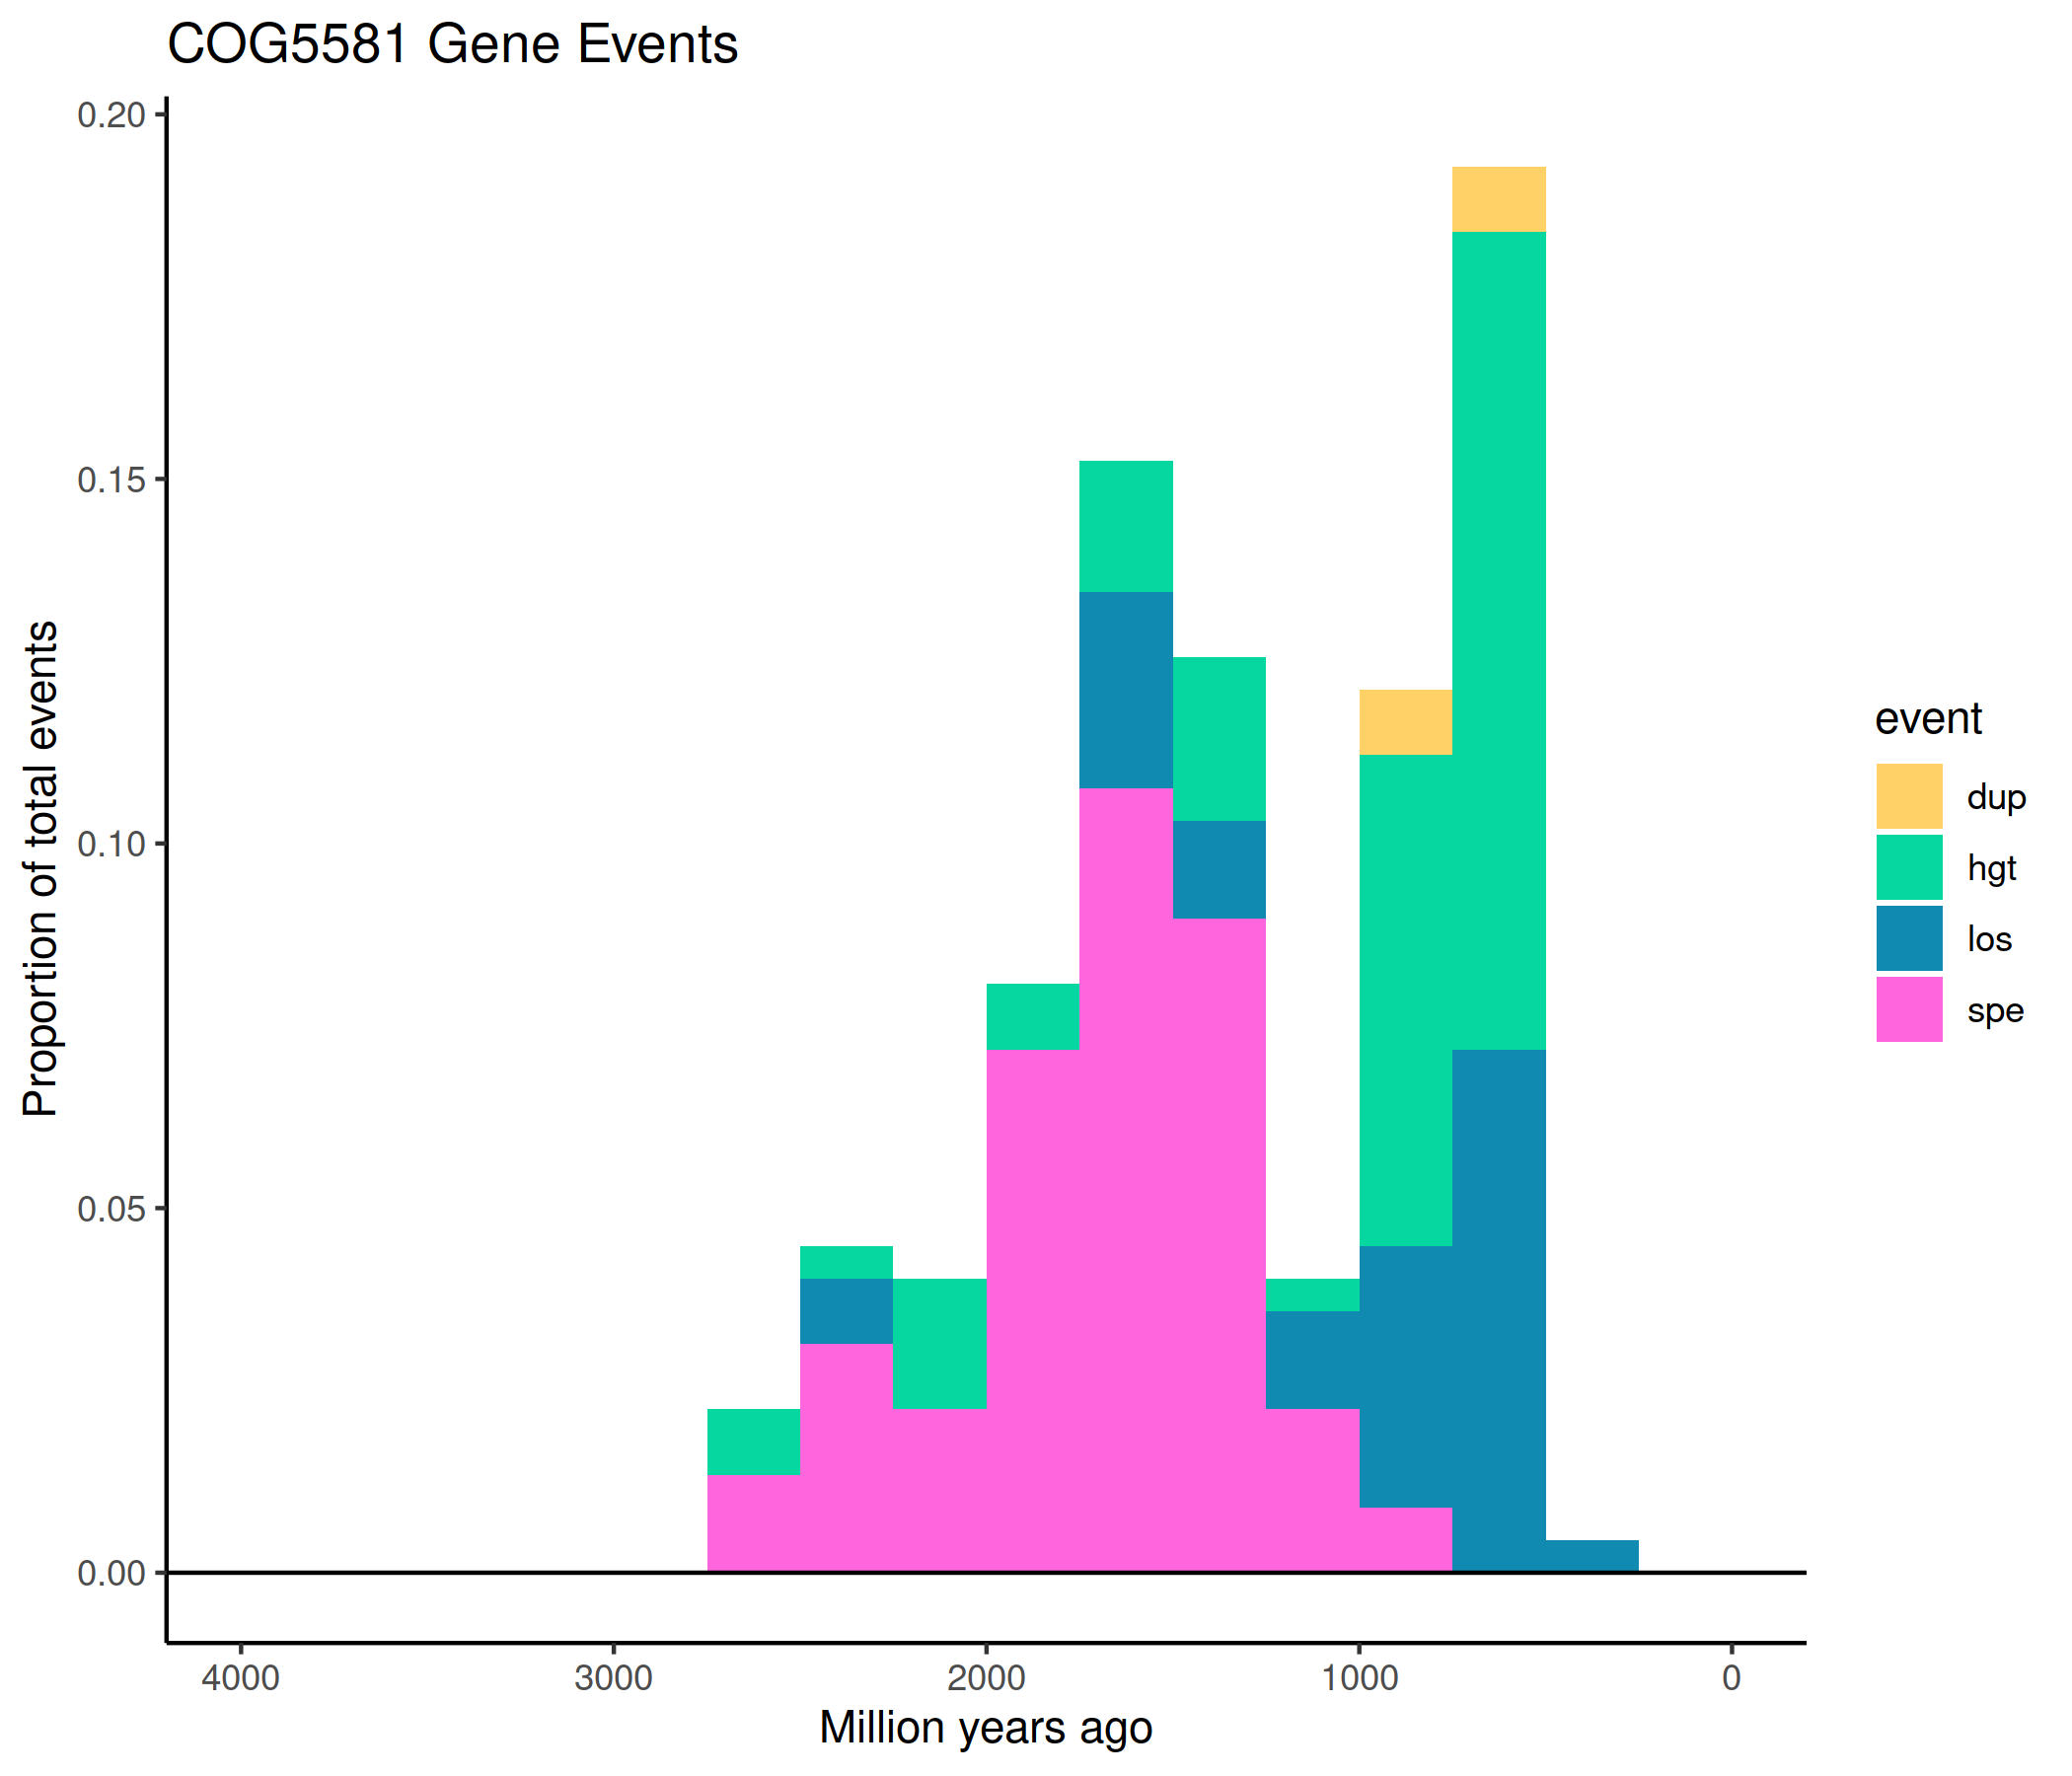 COG5581 Gene Events
0.20
0.15
0.10
0.05
0.00
Proportion of total events
4000 3000 2000 1000 0
Million years ago
event
dup
hgt
los
spe